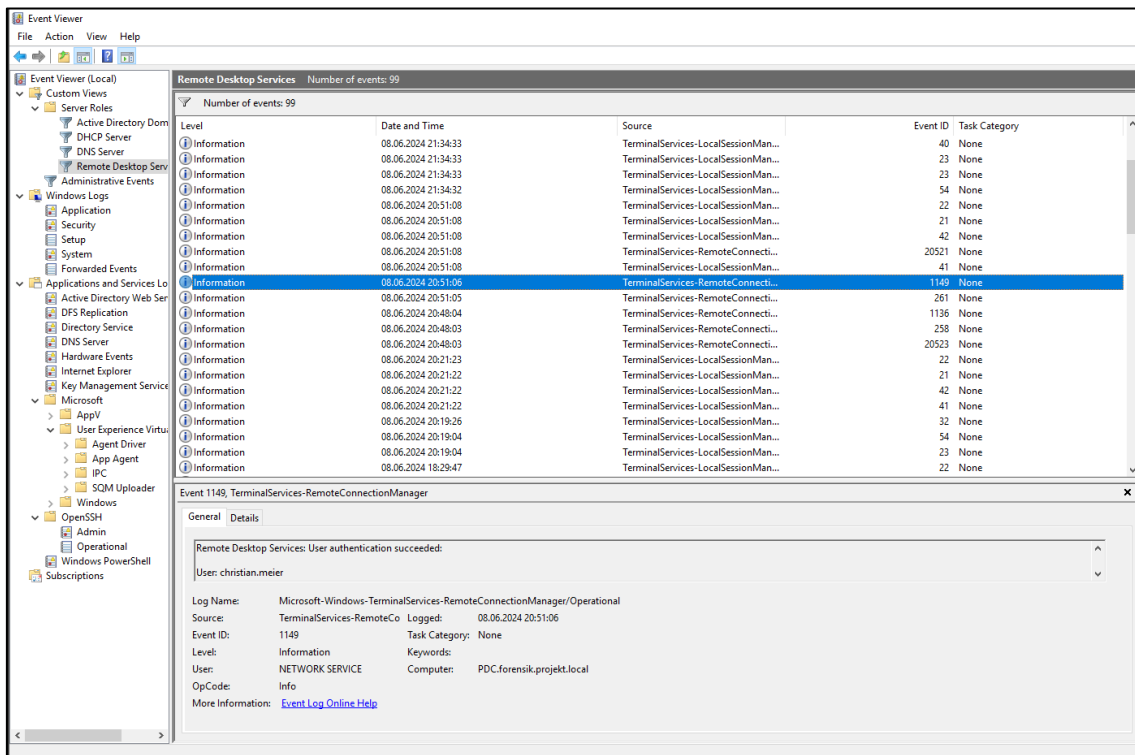 Event Viewer
File Action View Help
Event Viewer (Local)
Custom Views
Server Roles
Active Directory Dom
DHCP Server
DNS Server
Remote Desktop Serv
Administrative Events
Windows Logs
Application
Security
Setup
System
Forwarded Events
Applications and Services Lo
Active Directory Web Ser
DFS Replication
Directory Service
DNS Server
Hardware Events
Internet Explorer
Key Management Service
Microsoft
AppV
User Experience Virtu
Agent Driver
App Agent
IPC
SQM Uploader
Windows
OpenSSH
Admin
Operational
Windows PowerShell
Subscriptions
Remote Desktop Services Number of events: 99
Number of events: 99
Level Date and Time Source Event ID Task Category
Information 08.06.2024 21:34:33 TerminalServices-LocalSessionMan... 40 None
Information 08.06.2024 21:34:33 TerminalServices-LocalSessionMan... 23 None
Information 08.06.2024 21:34:33 TerminalServices-LocalSessionMan... 23 None
Information 08.06.2024 21:34:32 TerminalServices-LocalSessionMan... 54 None
Information 08.06.2024 20:51:08 TerminalServices-LocalSessionMan... 22 None
Information 08.06.2024 20:51:08 TerminalServices-LocalSessionMan... 21 None
Information 08.06.2024 20:51:08 TerminalServices-LocalSessionMan... 42 None
Information 08.06.2024 20:51:08 TerminalServices-RemoteConnecti... 20521 None
Information 08.06.2024 20:51:08 TerminalServices-LocalSessionMan... 41 None
Information 08.06.2024 20:51:06 TerminalServices-RemoteConnecti... 1149 None
Information 08.06.2024 20:51:05 TerminalServices-RemoteConnecti... 261 None
Information 08.06.2024 20:48:04 TerminalServices-RemoteConnecti... 1136 None
Information 08.06.2024 20:48:03 TerminalServices-RemoteConnecti... 258 None
Information 08.06.2024 20:48:03 TerminalServices-RemoteConnecti... 20523 None
Information 08.06.2024 20:21:23 TerminalServices-LocalSessionMan... 22 None
Information 08.06.2024 20:21:22 TerminalServices-LocalSessionMan... 21 None
Information 08.06.2024 20:21:22 TerminalServices-LocalSessionMan... 42 None
Information 08.06.2024 20:21:22 TerminalServices-LocalSessionMan... 41 None
Information 08.06.2024 20:19:26 TerminalServices-LocalSessionMan... 32 None
Information 08.06.2024 20:19:04 TerminalServices-LocalSessionMan... 54 None
Information 08.06.2024 20:19:04 TerminalServices-LocalSessionMan... 23 None
Information 08.06.2024 18:29:47 TerminalServices-LocalSessionMan... 22 None
Event 1149, TerminalServices-RemoteConnectionManager
General Details
Remote Desktop Services: User authentication succeeded:
User: christian.meier
Log Name: Microsoft-Windows-TerminalServices-RemoteConnectionManager/Operational
Source: TerminalServices-RemoteCo Logged: 08.06.2024 20:51:06
Event ID: 1149 Task Category: None
Level: Information Keywords:
User: NETWORK SERVICE Computer: PDC.forensik.projekt.local
OpCode: Info
More Information: Event Log Online Help